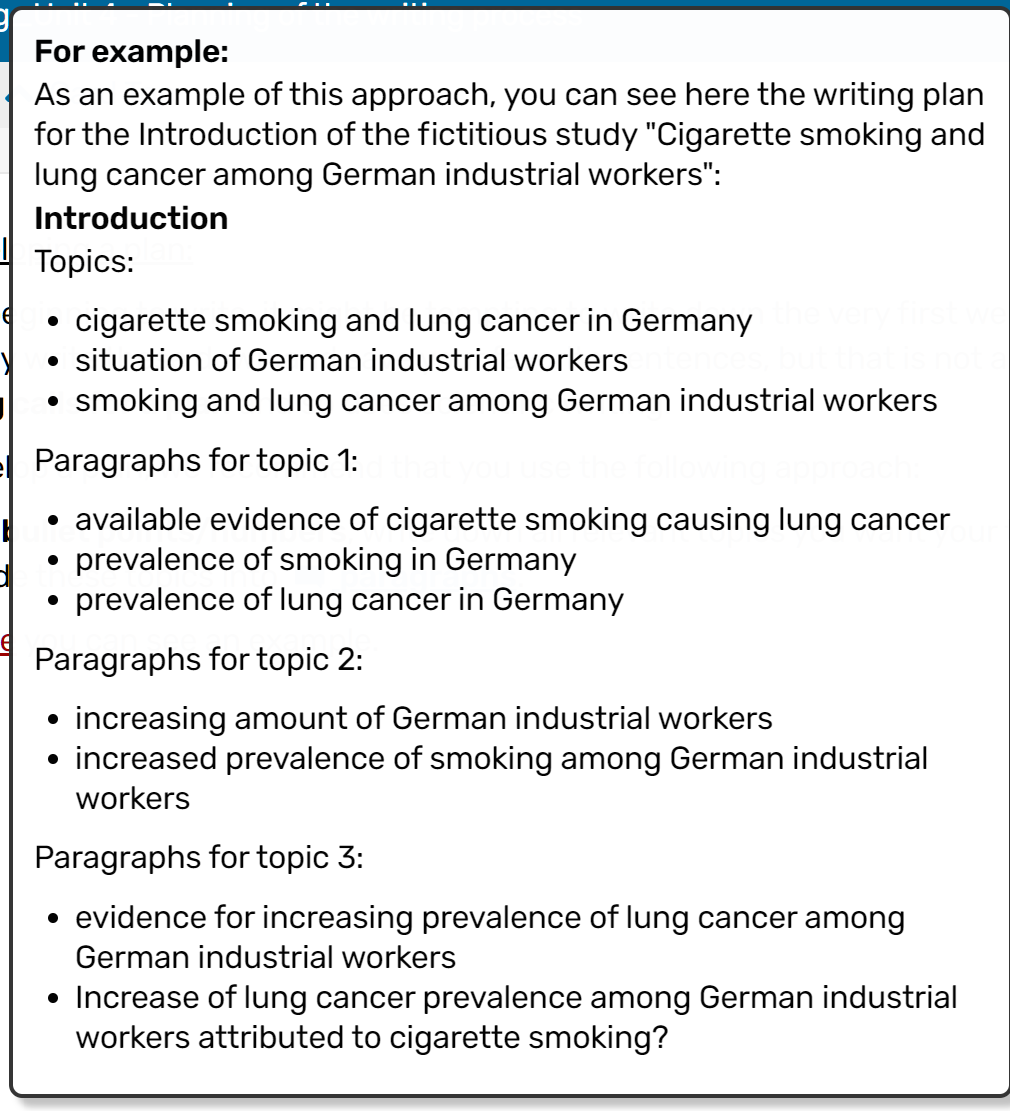 For example:
As an example of this approach, you can see here the writing plan
for the Introduction of the fictitious study "Cigarette smoking and
lung cancer among German industrial workers":
Introduction
Topics:
• cigarette smoking and lung cancer in Germany
• situation of German industrial workers
• smoking and lung cancer among German industrial workers
Paragraphs for topic 1:
• available evidence of cigarette smoking causing lung cancer
• prevalence of smoking in Germany
• prevalence of lung cancer in Germany
Paragraphs for topic 2:
• increasing amount of German industrial workers
• increased prevalence of smoking among German industrial
workers
Paragraphs for topic 3:
• evidence for increasing prevalence of lung cancer among
German industrial workers
• Increase of lung cancer prevalence among German industrial
workers attributed to cigarette smoking?